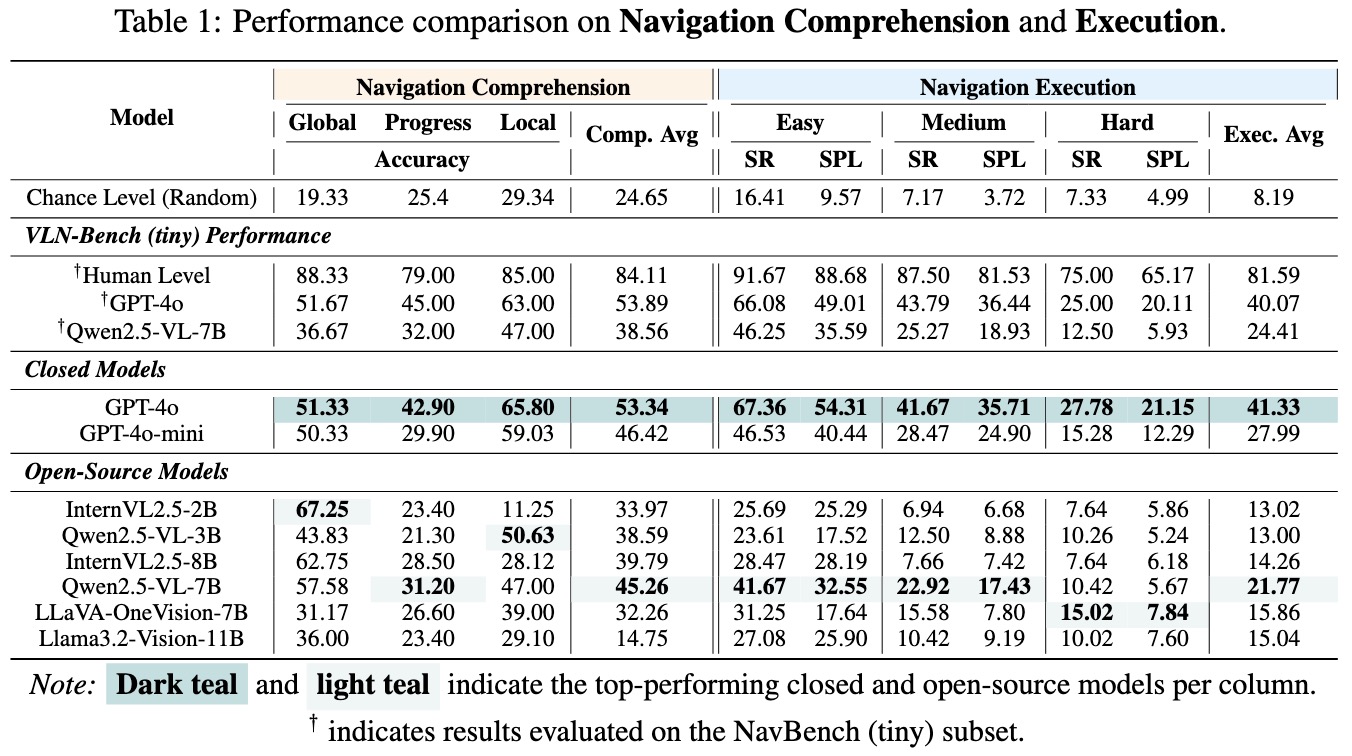 Table 1: Performance comparison on Navigation Comprehension and Execution.
Model Navigation Comprehension Navigation Execution
Global Progress Local Comp. Avg Easy Medium Hard Exec. Avg
Accuracy SR SPL SR SPL SR SPL
Chance Level (Random) 19.33 25.4 29.34 24.65 16.41 9.57 7.17 3.72 7.33 4.99 8.19
VLN-Bench (tiny) Performance
†Human Level 88.33 79.00 85.00 84.11 91.67 88.68 87.50 81.53 75.00 65.17 81.59
†GPT-4o 51.67 45.00 63.00 53.89 66.08 49.01 43.79 36.44 25.00 20.11 40.07
†Qwen2.5-VL-7B 36.67 32.00 47.00 38.56 46.25 35.59 25.27 18.93 12.50 5.93 24.41
Closed Models
GPT-4o 51.33 42.90 65.80 53.34 67.36 54.31 41.67 35.71 27.78 21.15 41.33
GPT-4o-mini 50.33 29.90 59.03 46.42 46.53 40.44 28.47 24.90 15.28 12.29 27.99
Open-Source Models
InternVL2.5-2B 67.25 23.40 11.25 33.97 25.69 25.29 6.94 6.68 7.64 5.86 13.02
Qwen2.5-VL-3B 43.83 21.30 50.63 38.59 23.61 17.52 12.50 8.88 10.26 5.24 13.00
InternVL2.5-8B 62.75 28.50 28.12 39.79 28.47 28.19 7.66 7.42 7.64 6.18 14.26
Qwen2.5-VL-7B 57.58 31.20 47.00 45.26 41.67 32.55 22.92 17.43 10.42 5.67 21.77
LLaVA-OneVision-7B 31.17 26.60 39.00 32.26 31.25 17.64 15.58 7.80 15.02 7.84 15.86
Llama3.2-Vision-11B 36.00 23.40 29.10 14.75 27.08 25.90 10.42 9.19 10.02 7.60 15.04
Note: Dark teal and light teal indicate the top-performing closed and open-source models per column.
† indicates results evaluated on the NavBench (tiny) subset.